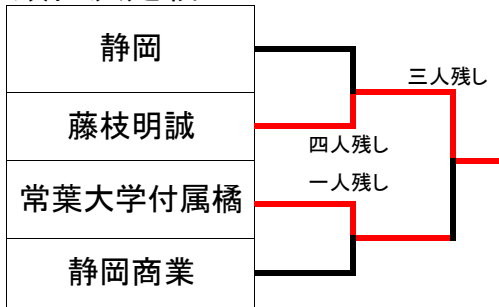 静岡
三人残し
藤枝明誠
四人残し
一人残し
常葉大学付属橘
静岡商業